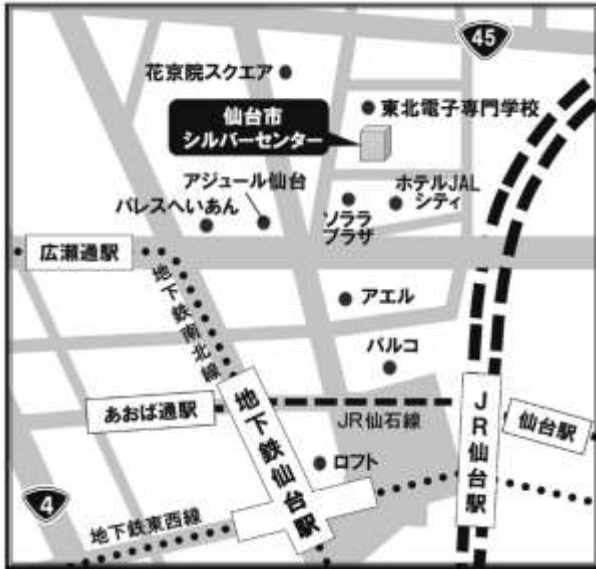 45
花京院スクエア
東北電子専門学校
仙台市
シルバーセンター
アジュール仙台
ホテルJAL
シティ
パレスへいあん
ソララ
プラザ
広瀬通駅
地下鉄南北線
アエル
パルコ
あおば通駅
地下鉄仙台駅
JR仙石線
JR仙台駅
仙台駅
ロフト
4
地下鉄東西線